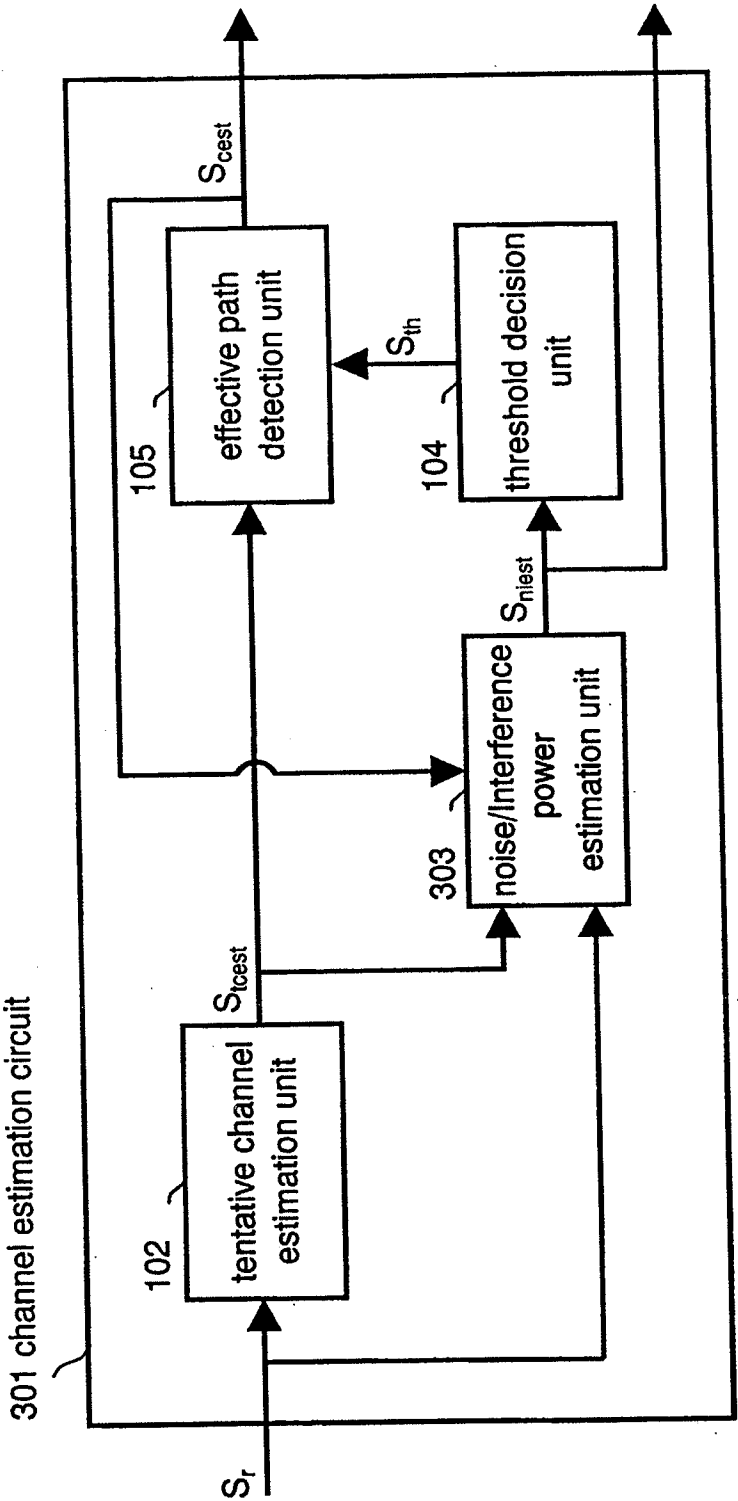 301 channel estimation circuit
S_r
102
tentative channel
estimation unit
S_tcest
303
noise/Interference
power
estimation unit
S_niest
105
effective path
detection unit
S_cest
S_th
104
threshold decision
unit